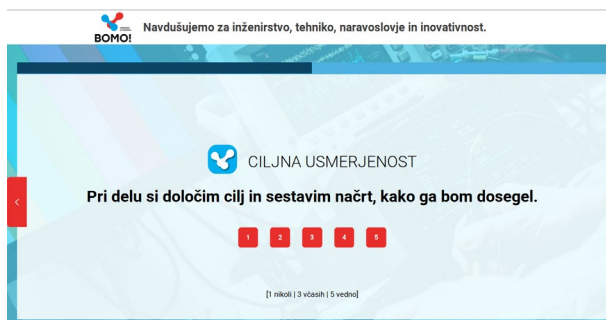 BOMO!
Navdušujemo za inženirstvo, tehniko, naravoslovje in inovativnost.
CILJNA USMERJENOST
Pri delu si določim cilj in sestavim načrt, kako ga bom dosegel.
1 2 3 4 5
[1 nikoli | 3 včasih | 5 vedno]